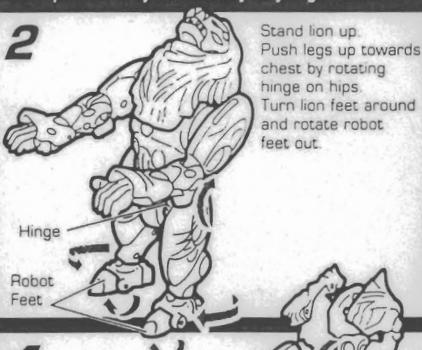 2
Stand lion up.
Push legs up towards
chest by rotating
hinge on hips.
Turn lion feet around
and rotate robot
feet out.
Hinge
Robot
Feet